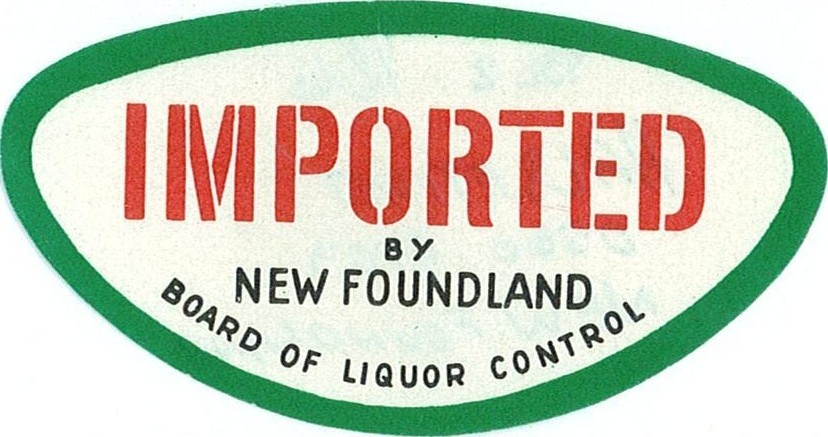 IMPORTED
BY
NEW FOUNDLAND
BOARD OF LIQUOR CONTROL